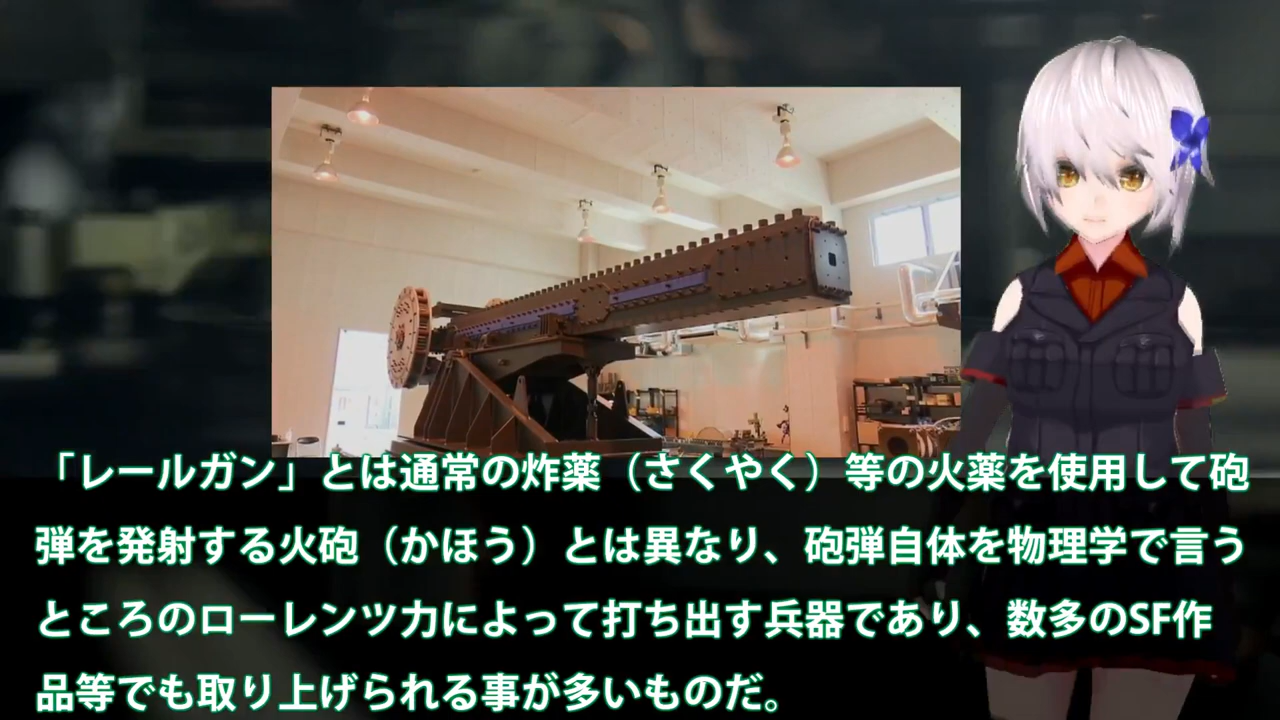 「レールガン」とは通常の炸薬（さくやく）等の火薬を使用して砲
弾を発射する火砲（かほう）とは異なり、砲弾自体を物理学で言う
ところのローレンツ力によって打ち出す兵器であり、数多のSF作
品等でも取り上げられる事が多いものだ。